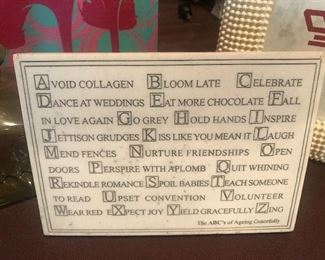 AVOID COLLAGEN BLOOM LATE CELEBRATE
DANCE AT WEDDINGS EAT MORE CHOCOLATE FALL
IN LOVE AGAIN GO GREY HOLD HANDS INSPIRE
JETTISON GRUDGES KISS LIKE YOU MEAN IT LAUGH
MEND FENCES NURTURE FRIENDSHIPS OPEN
DOORS PERSPIRE WITH APLOMB QUIT WHINING
REKINDLE ROMANCE SPOIL BABIES TEACH SOMEONE
TO READ UPSET CONVENTION VOLUNTEER
WEAR RED EXPECT JOY YIELD GRACEFULLY ZING
The ABC's of Ageing Gracefully